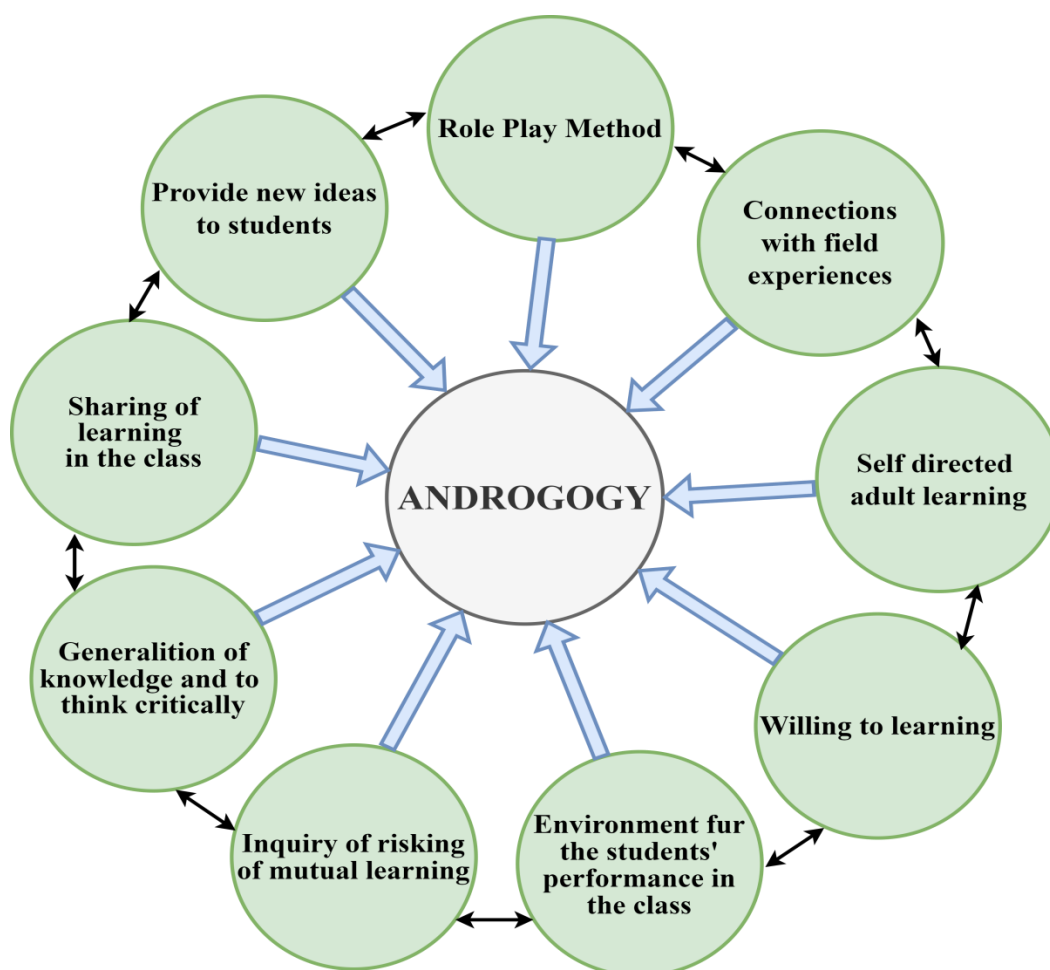 Role Play Method
Connections
with field
experiences
Self directed
adult learning
Willing to learning
Environment fur
the students'
performance in
the class
Inquiry of risking
of mutual learning
Generalition of
knowledge and to
think critically
Sharing of
learning
in the class
Provide new ideas
to students
ANDROGOGY